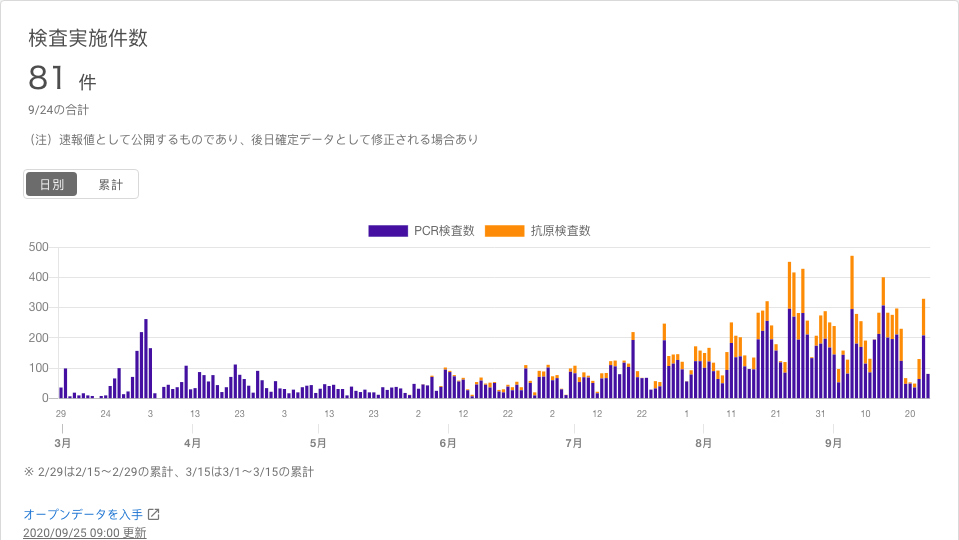 検査実施件数
81 件
9/24の合計
（注）速報値として公開するものであり、後日確定データとして修正される場合あり
日別 累計
PCR検査数 抗原検査数
500
400
300
200
100
0
29 24 3 13 23 3 13 23 2 12 22 2 12 22 1 11 21 31 10 20
3月 4月 5月 6月 7月 8月 9月
※ 2/29は2/15〜2/29の累計、3/15は3/1〜3/15の累計
オープンデータを入手
2020/09/25 09:00 更新